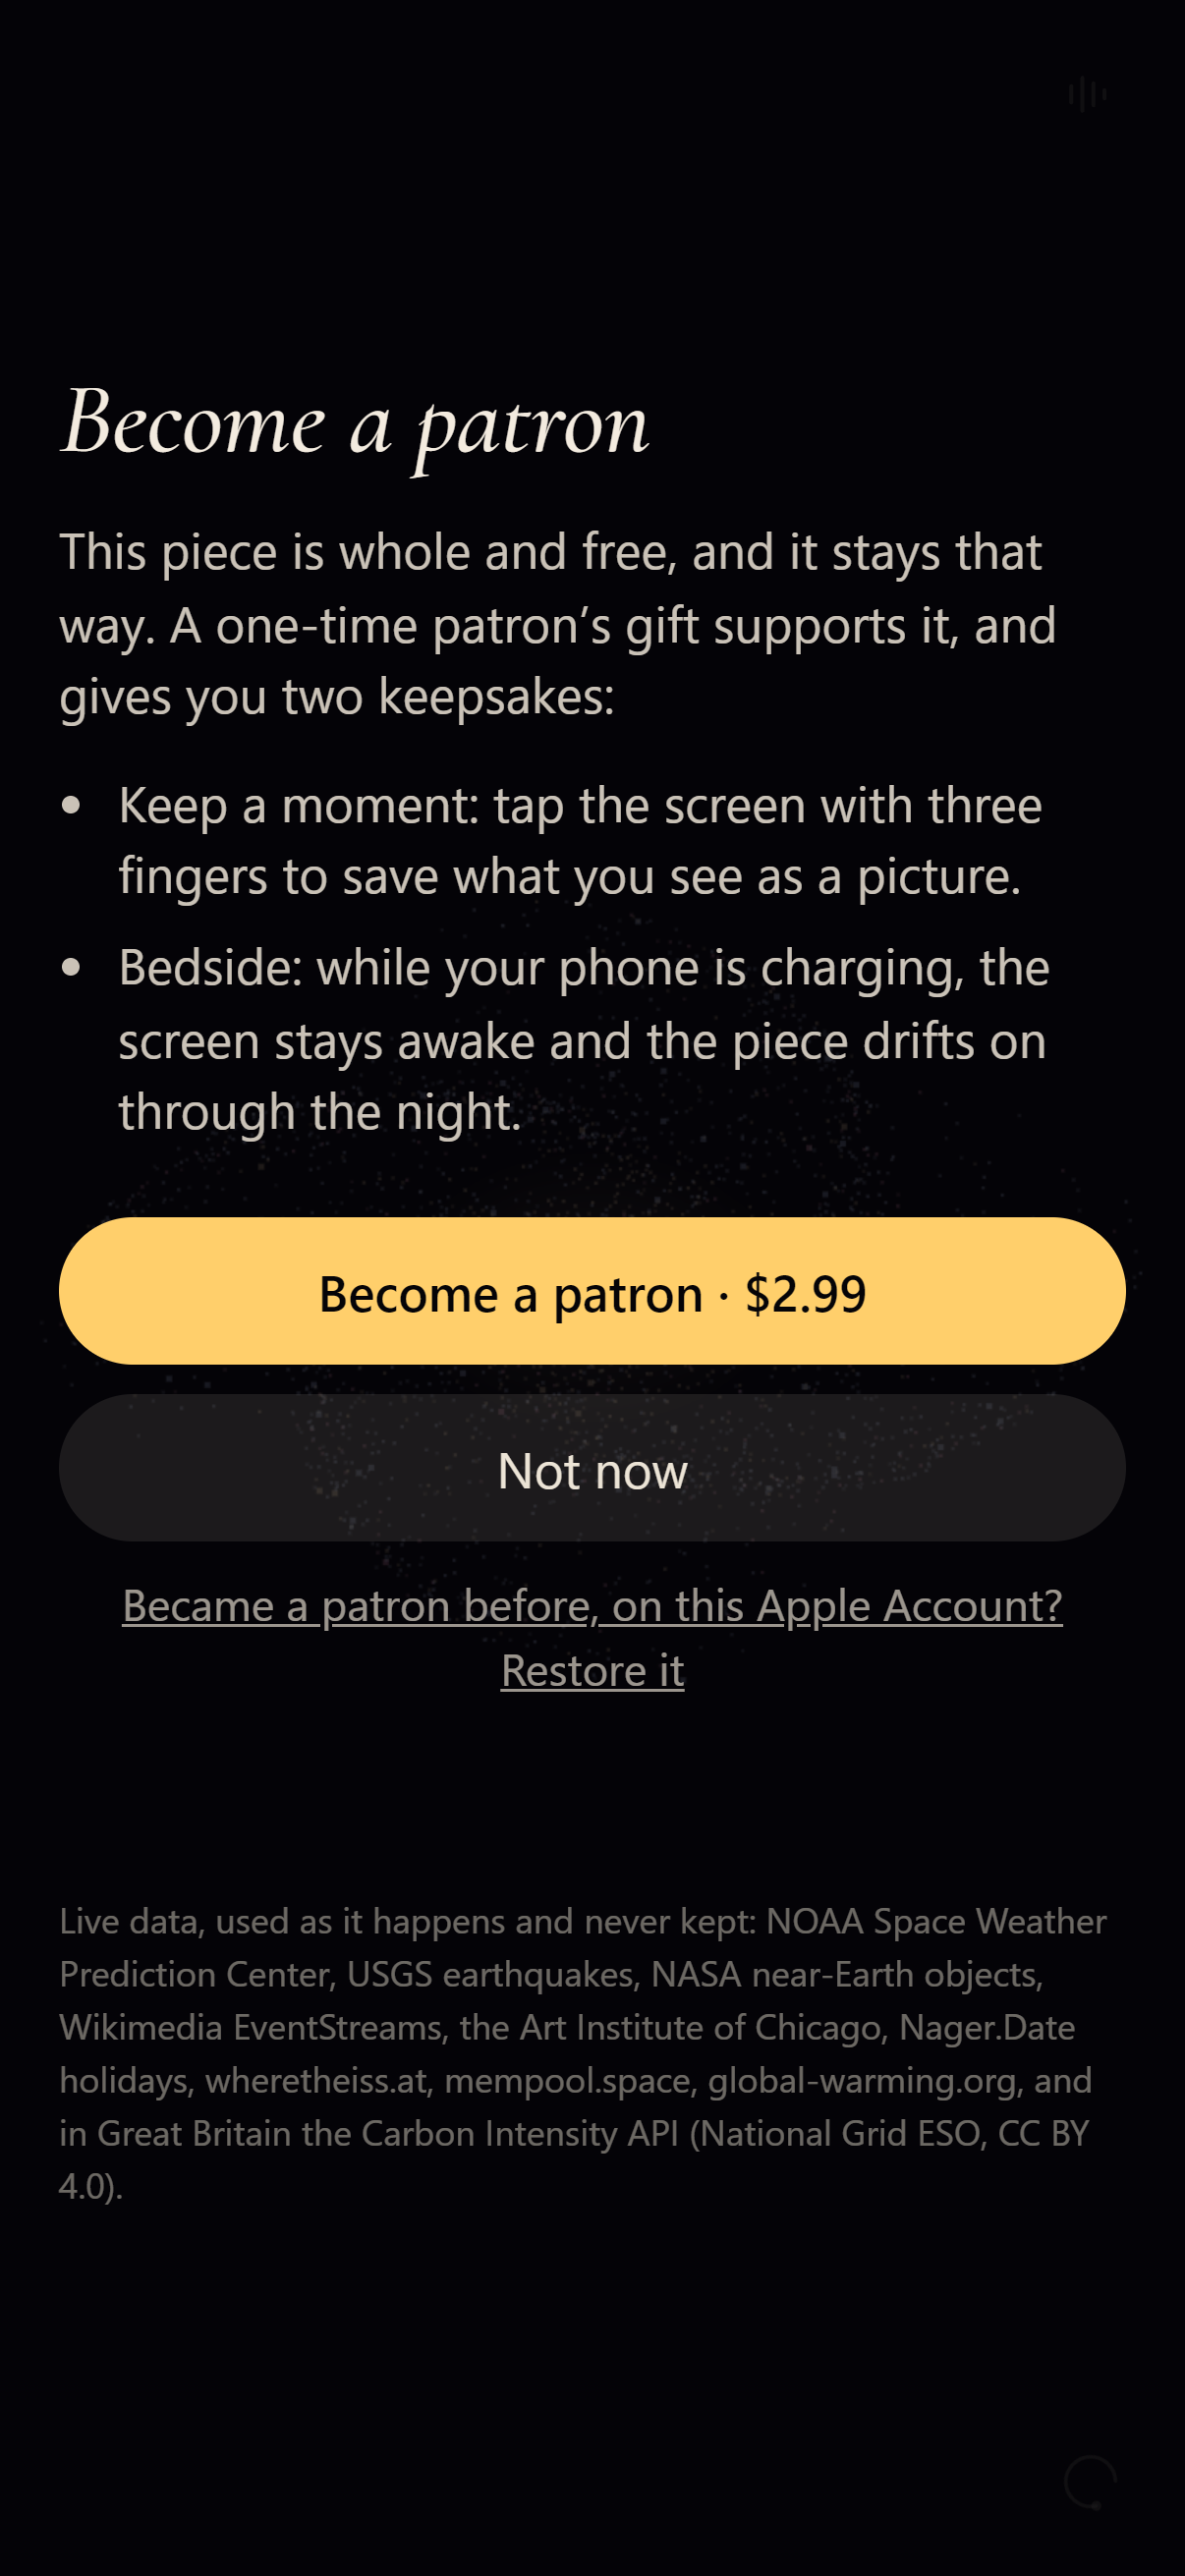 Become a patron
This piece is whole and free, and it stays that
way. A one-time patron’s gift supports it, and
gives you two keepsakes:
• Keep a moment: tap the screen with three
fingers to save what you see as a picture.
• Bedside: while your phone is charging, the
screen stays awake and the piece drifts on
through the night.
Become a patron · $2.99
Not now
Became a patron before, on this Apple Account?
Restore it
Live data, used as it happens and never kept: NOAA Space Weather
Prediction Center, USGS earthquakes, NASA near-Earth objects,
Wikimedia EventStreams, the Art Institute of Chicago, Nager.Date
holidays, wheretheiss.at, mempool.space, global-warming.org, and
in Great Britain the Carbon Intensity API (National Grid ESO, CC BY
4.0).